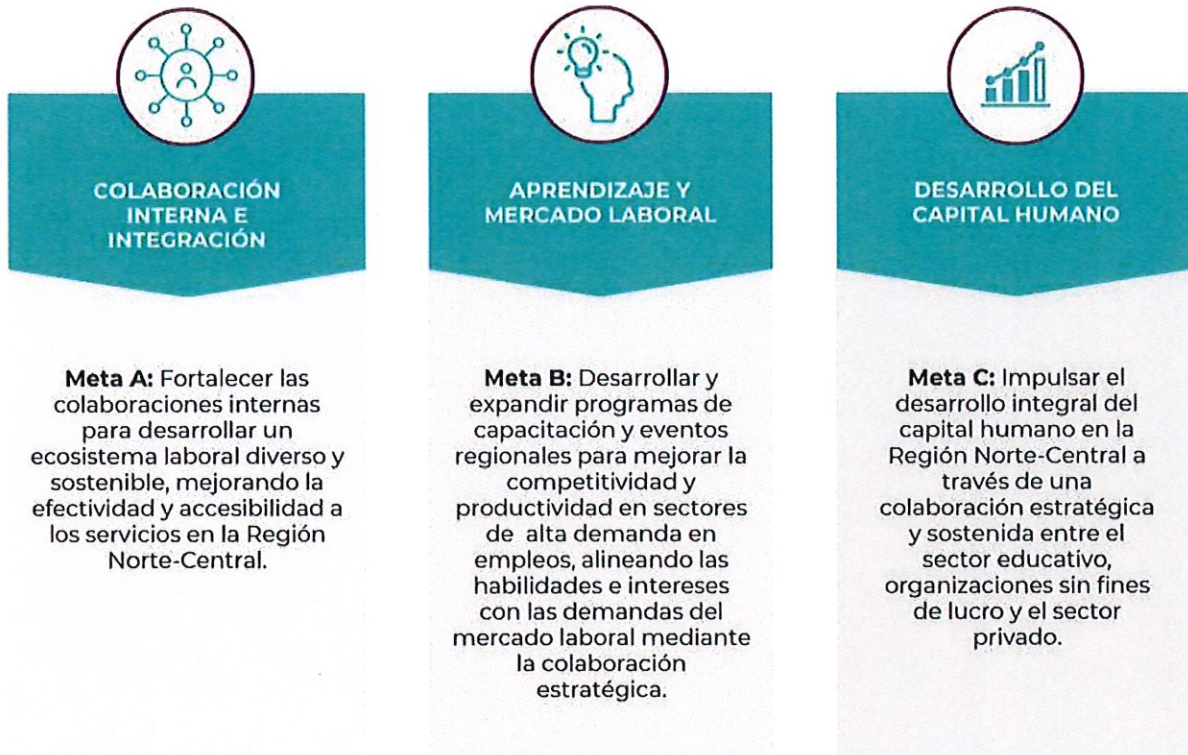 COLABORACIÓN
INTERNA E
INTEGRACIÓN
Meta A: Fortalecer las
colaboraciones internas
para desarrollar un
ecosistema laboral diverso y
sostenible, mejorando la
efectividad y accesibilidad a
los servicios en la Región
Norte-Central.
APRENDIZAJE Y
MERCADO LABORAL
Meta B: Desarrollar y
expandir programas de
capacitación y eventos
regionales para mejorar la
competitividad y
productividad en sectores
de alta demanda en
empleos, alineando las
habilidades e intereses
con las demandas del
mercado laboral mediante
la colaboración
estratégica.
DESARROLLO DEL
CAPITAL HUMANO
Meta C: Impulsar el
desarrollo integral del
capital humano en la
Región Norte-Central a
través de una
colaboración estratégica
y sostenida entre el
sector educativo,
organizaciones sin fines
de lucro y el sector
privado.